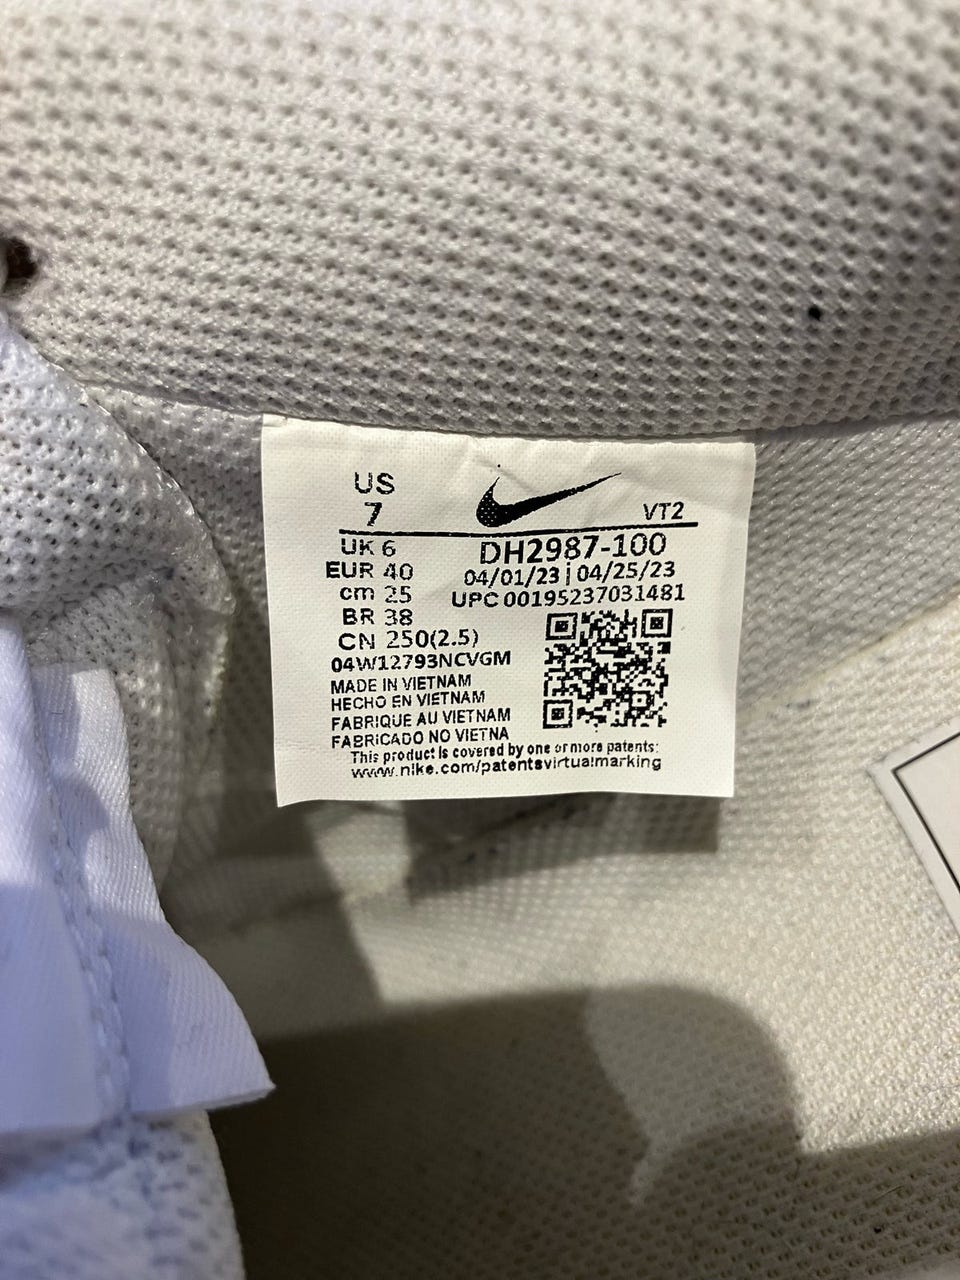 US
7
VT2
UK 6
EUR 40
cm 25
BR 38
CN 250(2.5)
04W12793NCVGM
DH2987-100
04/01/23 | 04/25/23
UPC 00195237031481
MADE IN VIETNAM
HECHO EN VIETNAM
FABRIQUE AU VIETNAM
FABRICADO NO VIETNA
This product is covered by one or more patents:
www.nike.com/patentsvirtualmarking